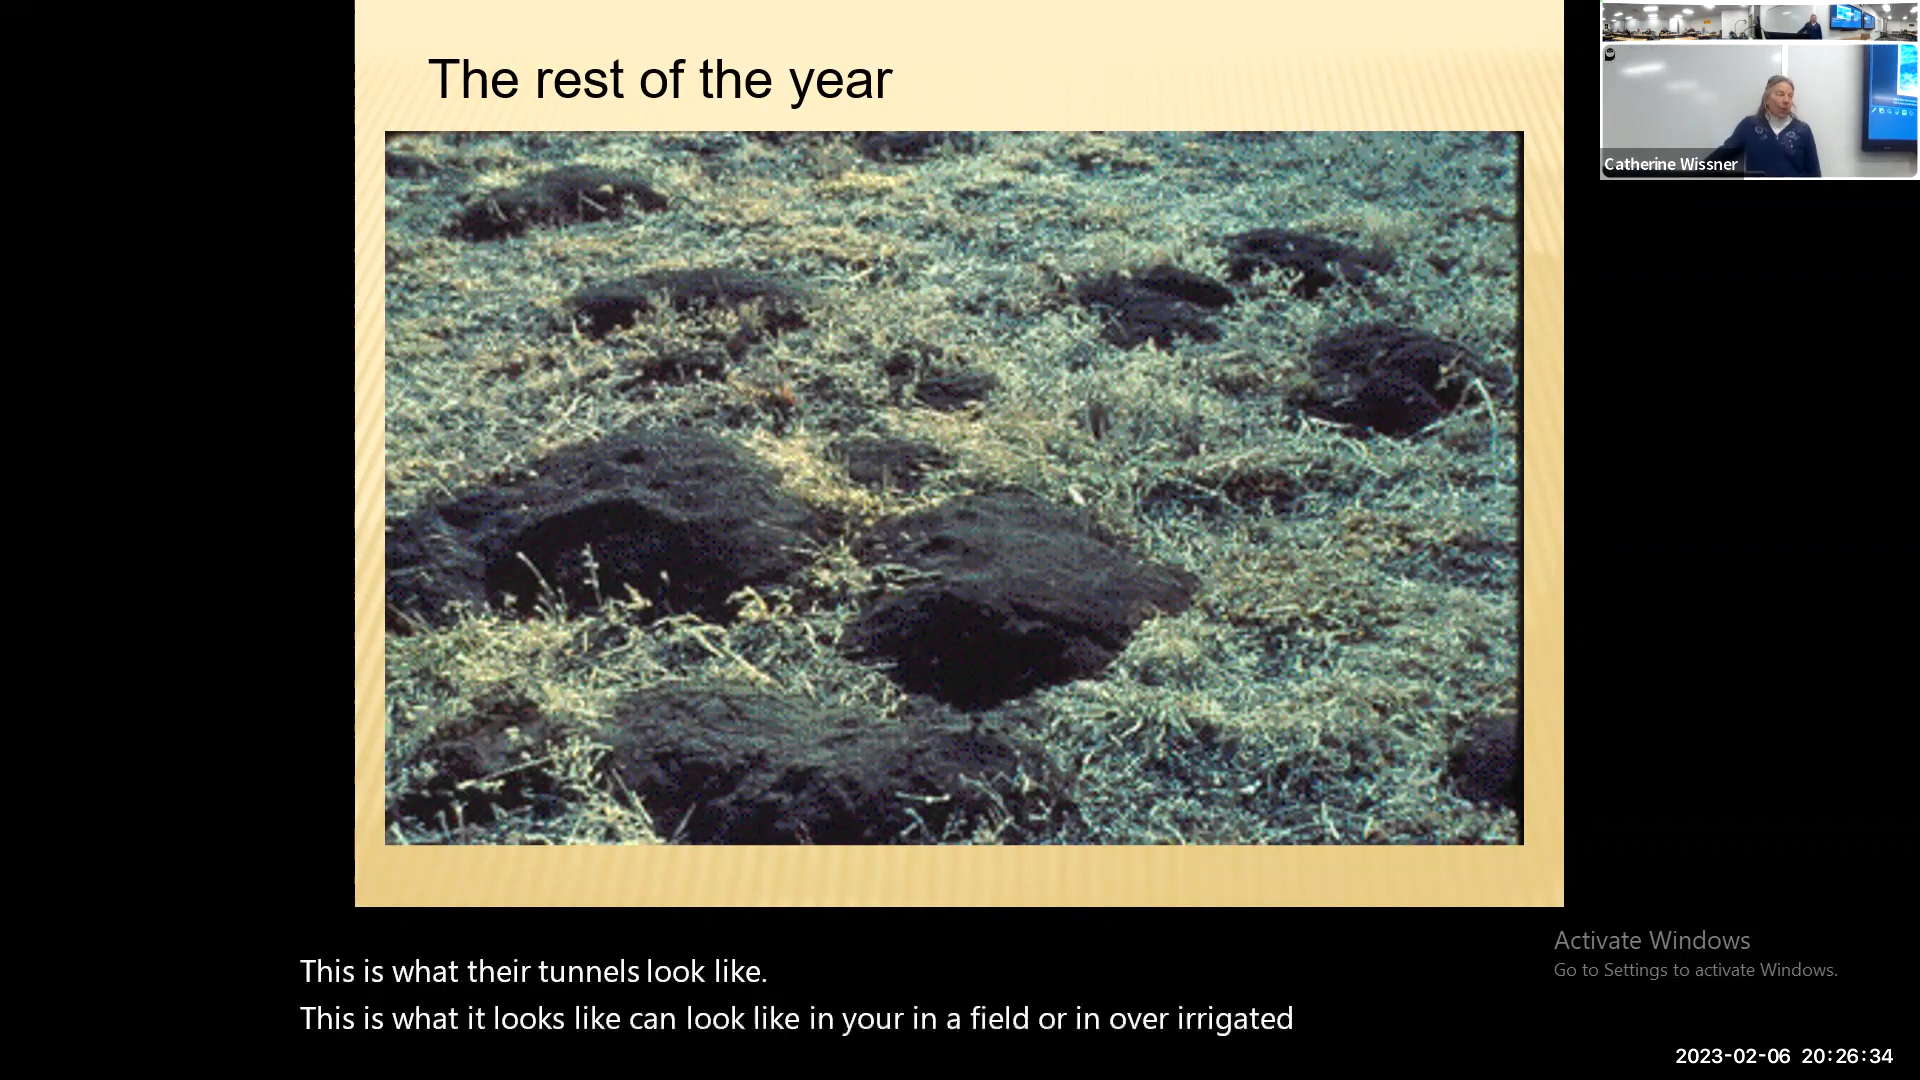 The rest of the year
Catherine Wissner
This is what their tunnels look like.
This is what it looks like can look like in your in a field or in over irrigated
Activate Windows
Go to Settings to activate Windows.
2023-02-06 20:26:34